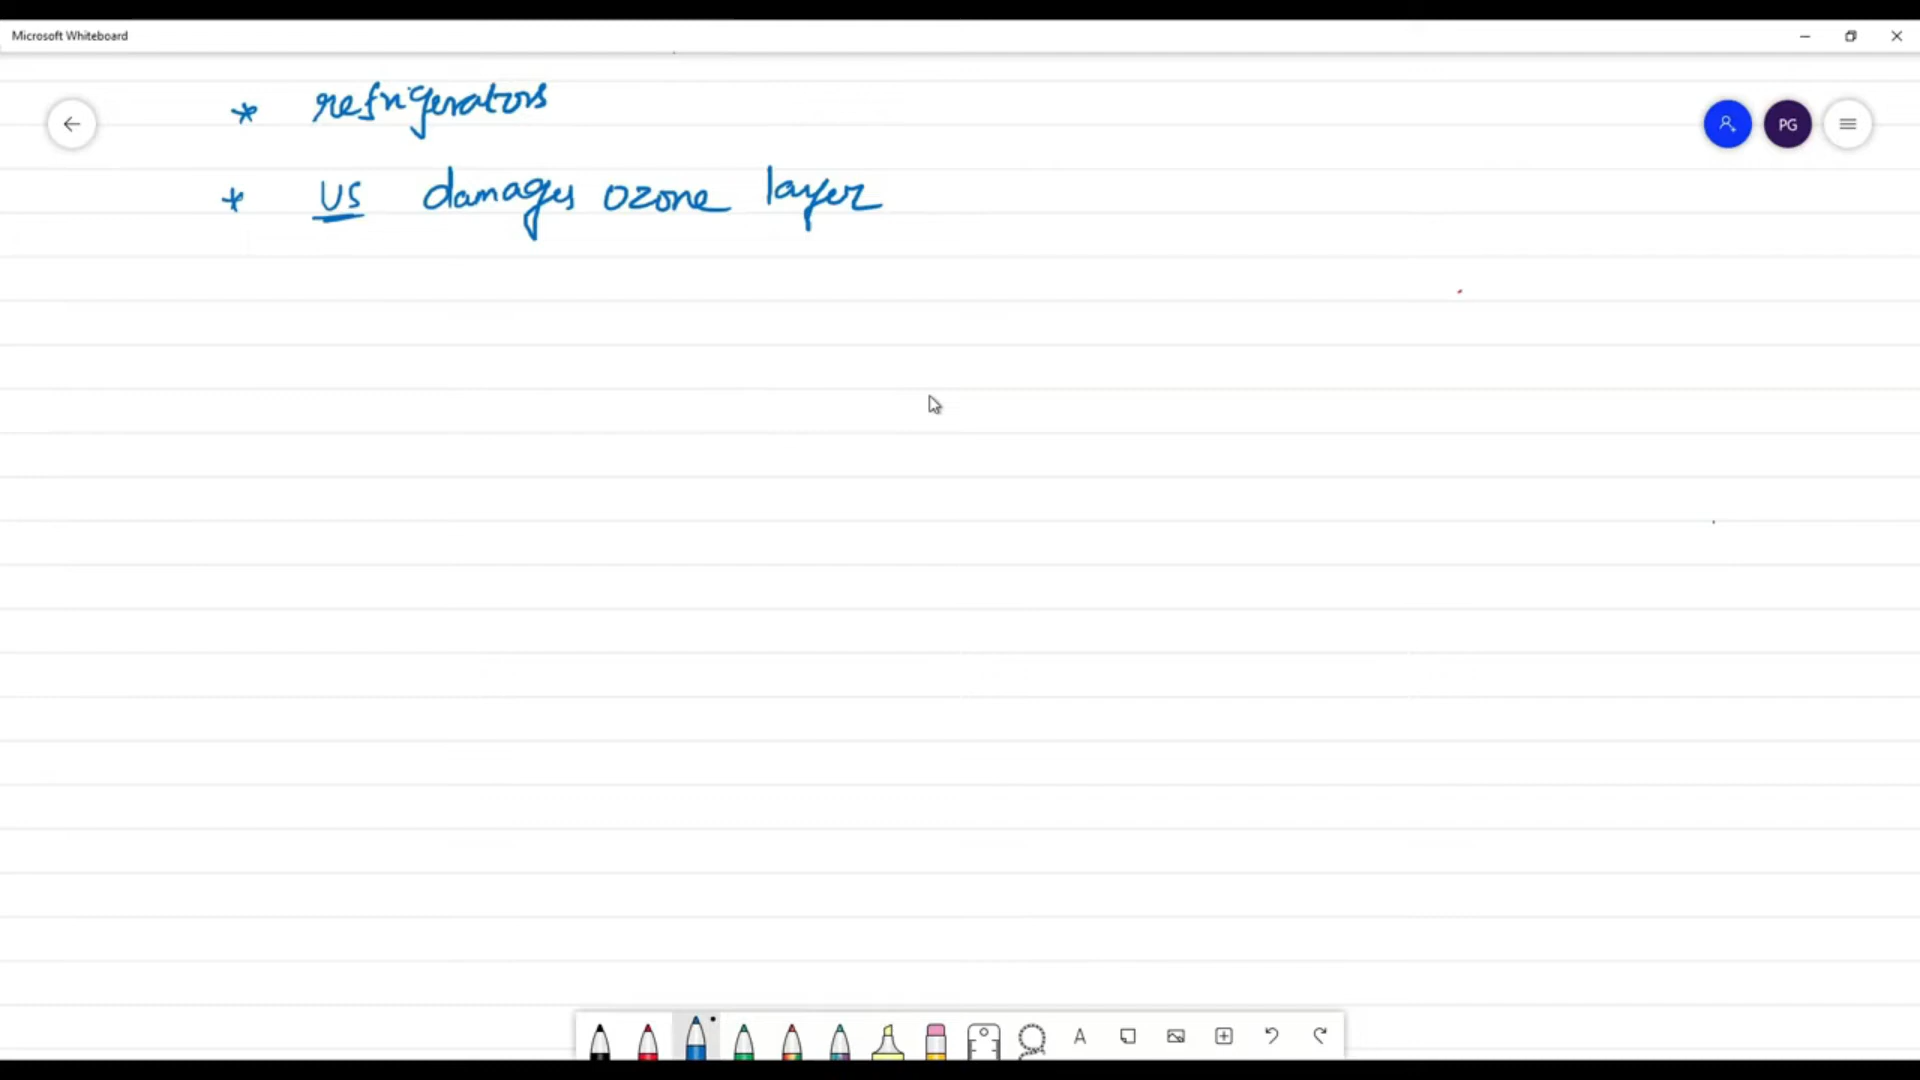 Microsoft Whiteboard
* refrigerators
PG
* US damages ozone layer
A